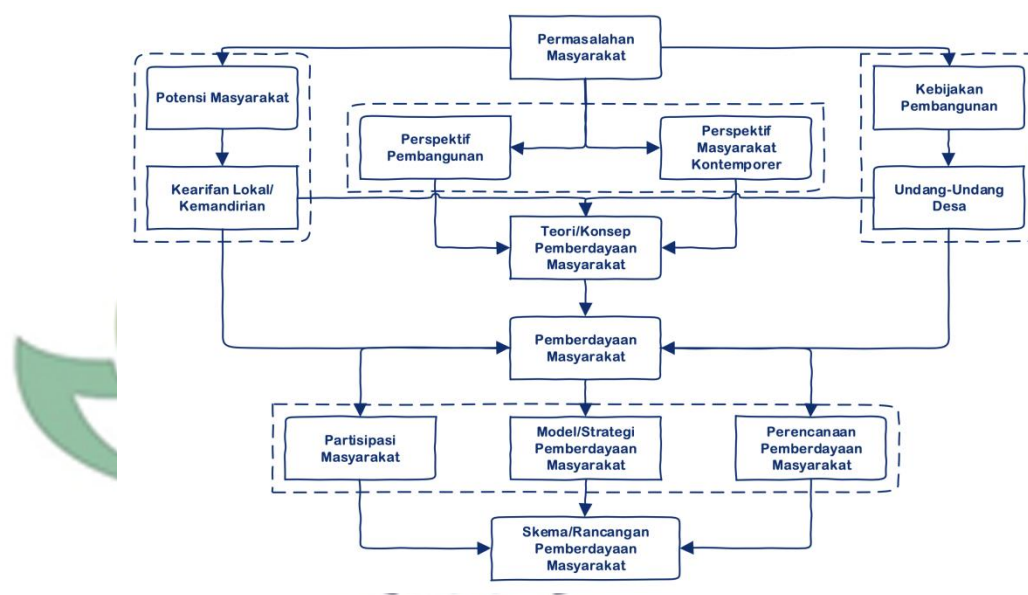 Permasalahan
Masyarakat
Potensi Masyarakat
Kebijakan
Pembangunan
Perspektif
Pembangunan
Perspektif
Masyarakat
Kontemporer
Kearifan Lokal/
Kemandirian
Undang-Undang
Desa
Teori/Konsep
Pemberdayaan
Masyarakat
Pemberdayaan
Masyarakat
Partisipasi
Masyarakat
Model/Strategi
Pemberdayaan
Masyarakat
Perencanaan
Pemberdayaan
Masyarakat
Skema/Rancangan
Pemberdayaan
Masyarakat